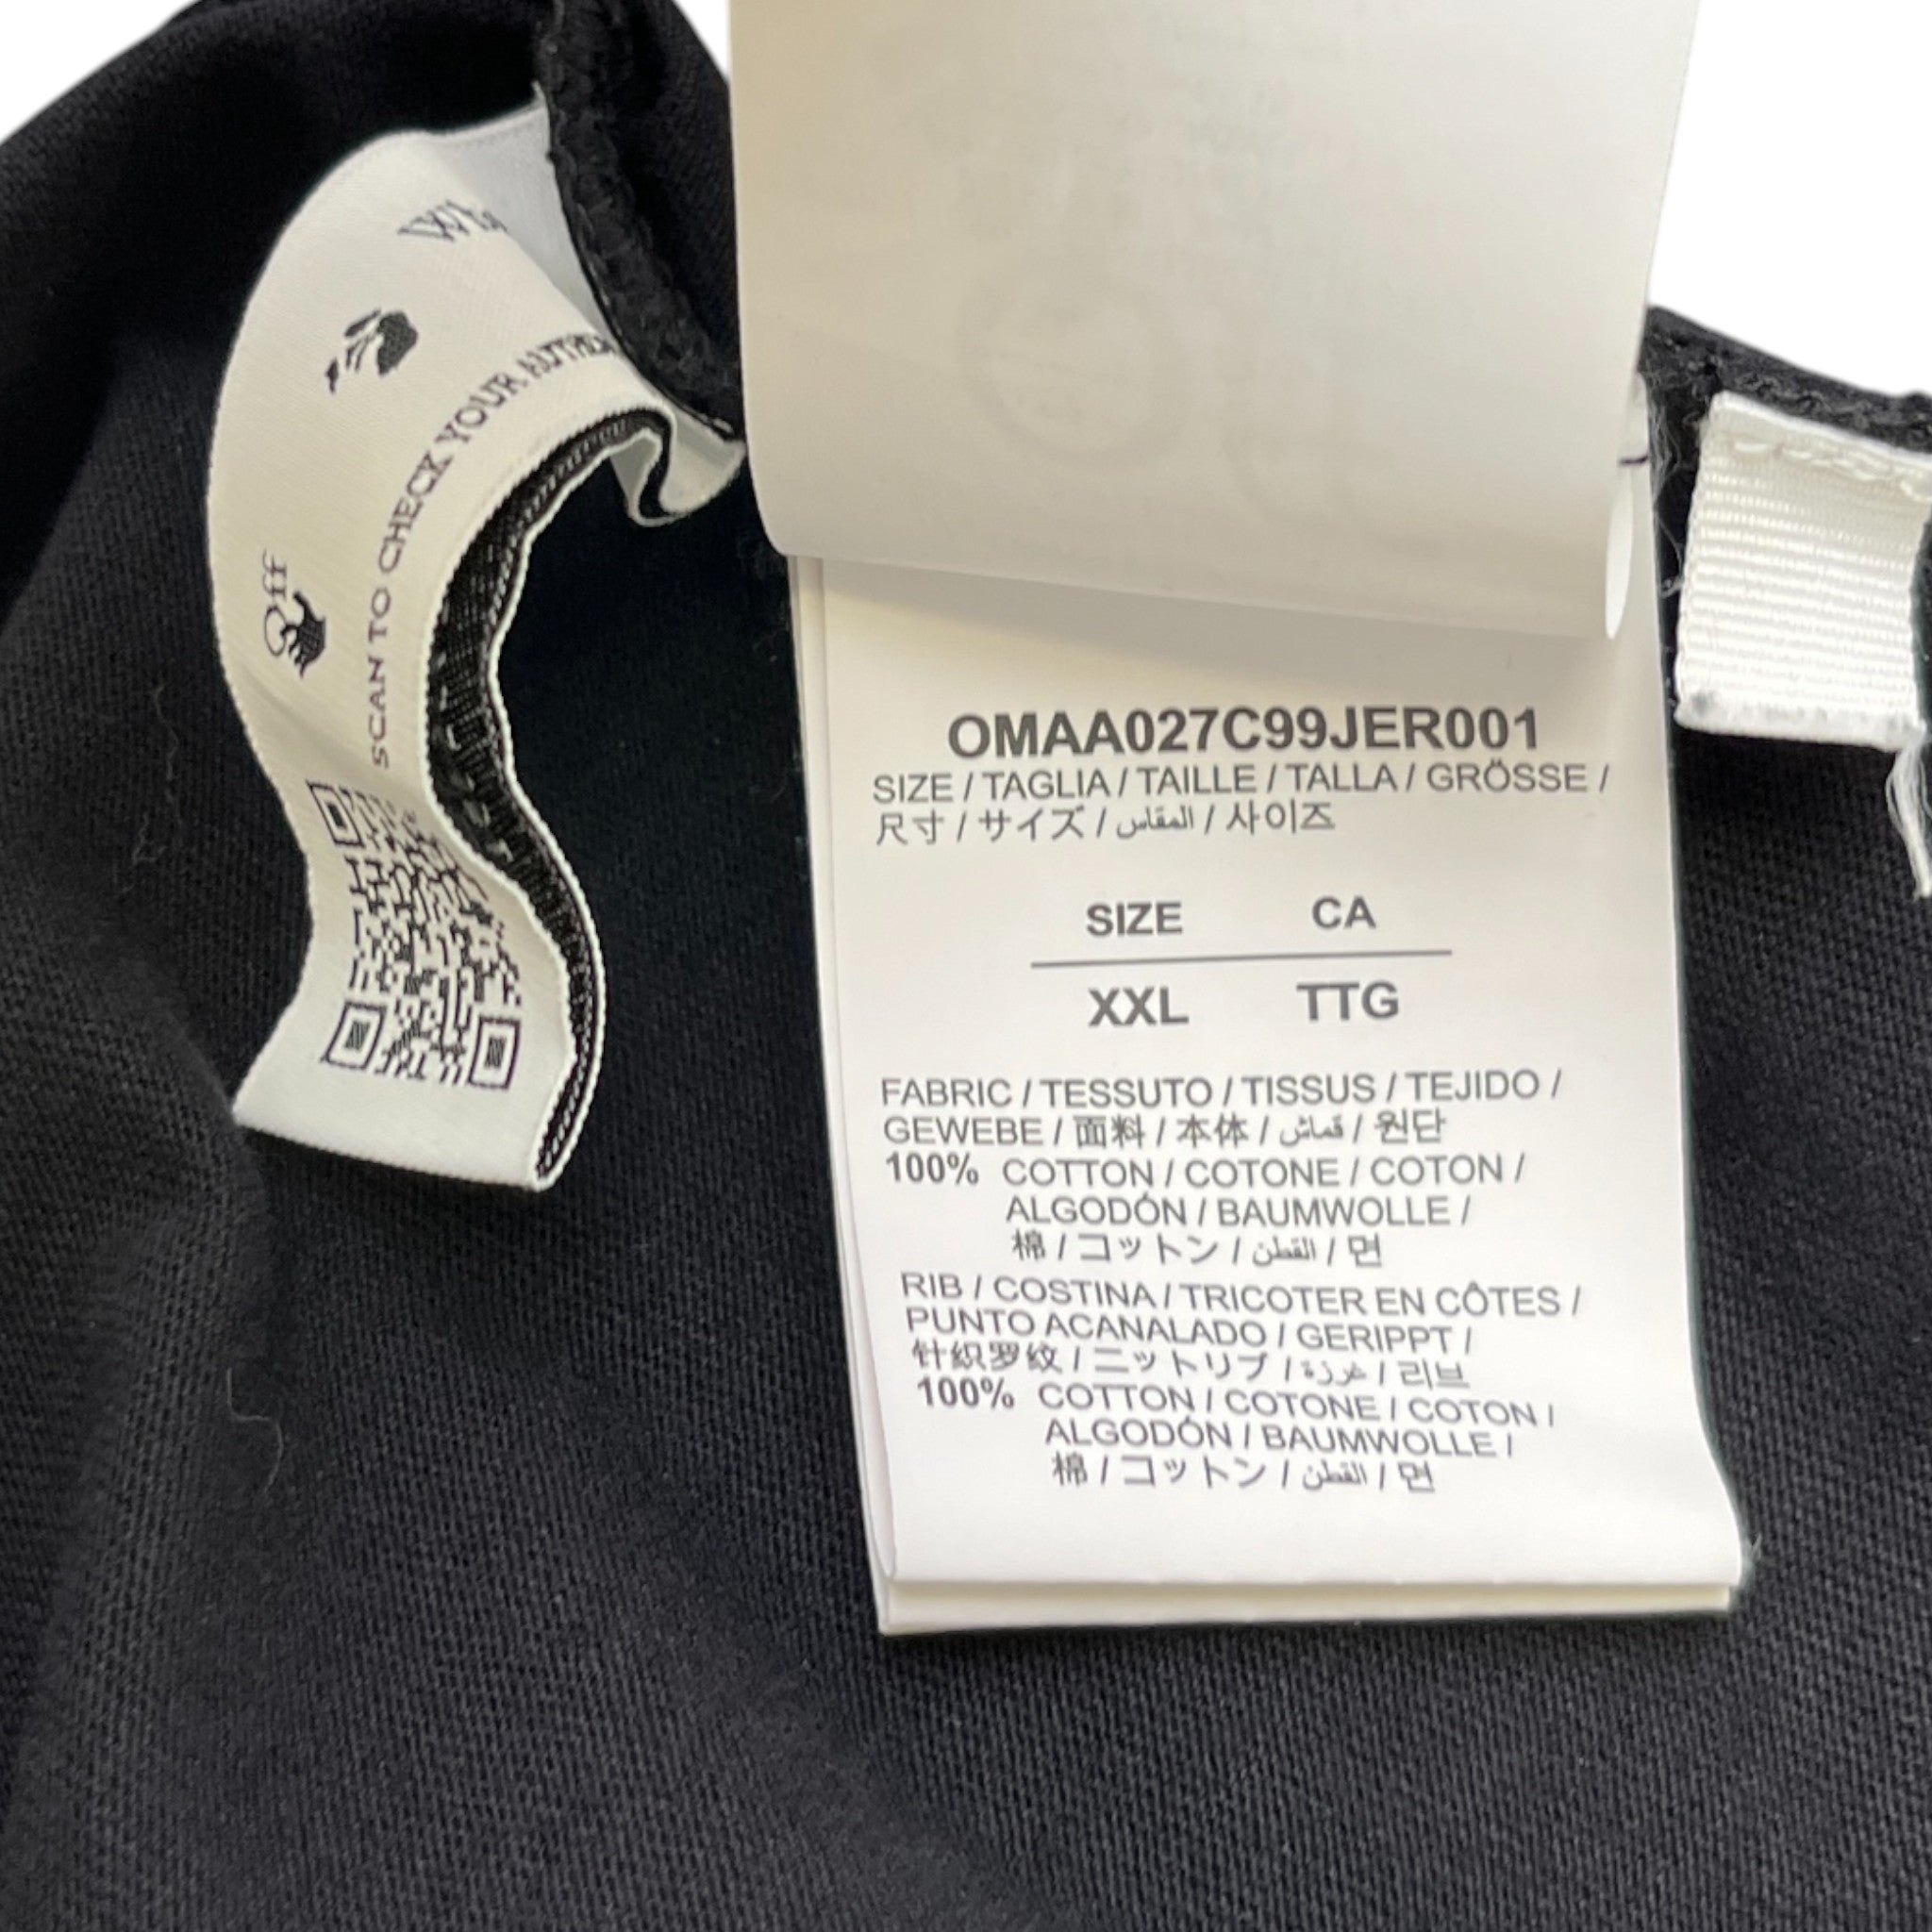 Off
SCAN TO CHECK YOUR
OMAA027C99JER001
SIZE / TAGLIA / TAILLE / TALLA / GRÖSSE /
尺寸 / サイズ / المقاس / 사이즈
SIZE CA
XXL TTG
FABRIC / TESSUTO / TISSUS / TEJIDO /
GEWEBE / 面料 / 本体 / قماش / 원단
100% COTTON / COTONE / COTON /
ALGODÓN / BAUMWOLLE /
棉 / コットン / القطن / 면
RIB / COSTINA / TRICOTER EN CÔTES /
PUNTO ACANALADO / GERIPPT /
针织罗纹 / ニットリブ / غرزة / 리브
100% COTTON / COTONE / COTON /
ALGODÓN / BAUMWOLLE /
棉 / コットン / القطن / 면